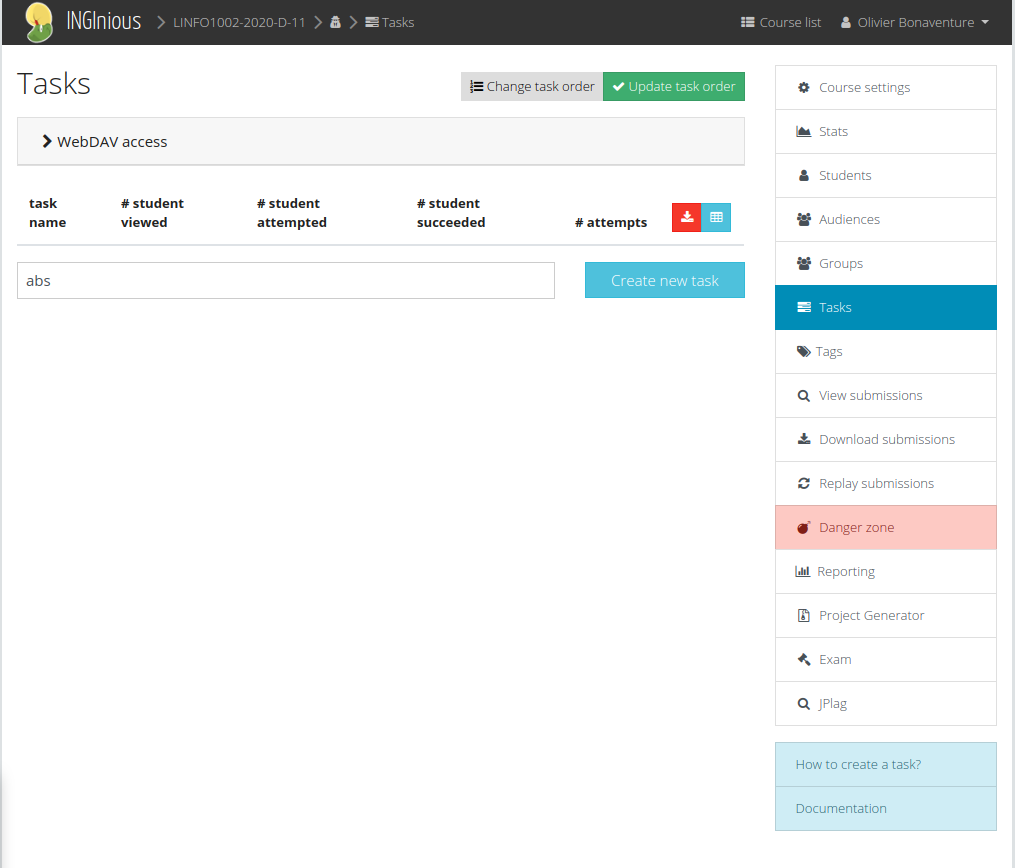 INGInious LINFO1002-2020-D-11 Tasks Course list Olivier Bonaventure
Tasks
Change task order Update task order
WebDAV access
task name # student viewed # student attempted # student succeeded # attempts
abs Create new task
Course settings
Stats
Students
Audiences
Groups
Tasks
Tags
View submissions
Download submissions
Replay submissions
Danger zone
Reporting
Project Generator
Exam
JPlag
How to create a task?
Documentation